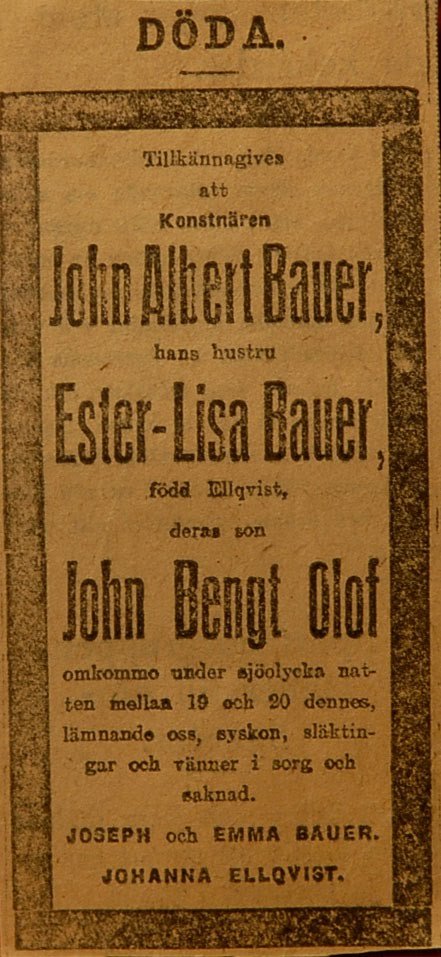 DÖDA.
Tillkännagives
att
Konstnären
John Albert Bauer,
hans hustru
Ester-Lisa Bauer,
född Ellqvist,
deras son
John Bengt Olof
omkommo under sjöolycka nat-
ten mellan 19 och 20 dennes,
lämnande oss, syskon, släktin-
gar och vänner i sorg och
saknad.
JOSEPH och EMMA BAUER.
JOHANNA ELLQVIST.